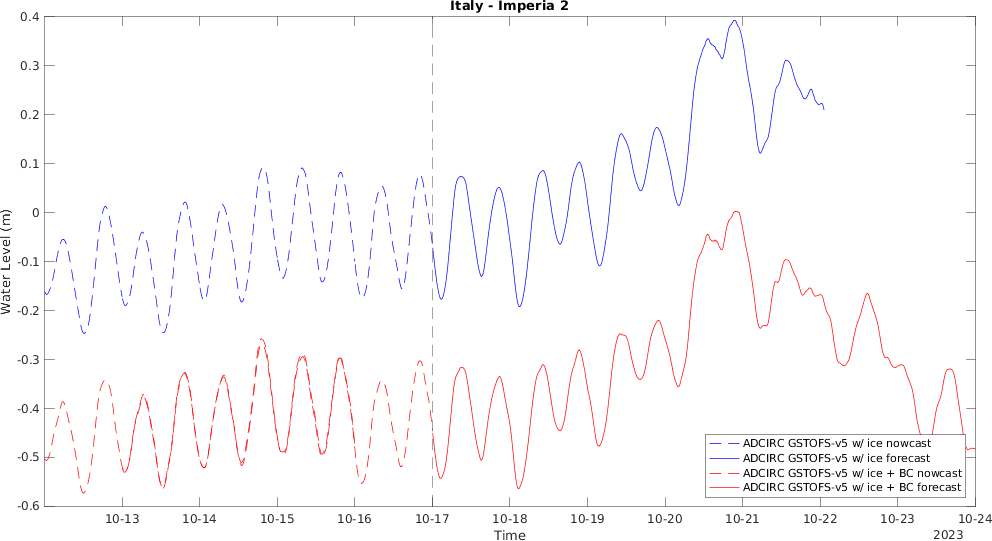 Italy - Imperia 2
0.4
0.3
0.2
0.1
0
-0.1
-0.2
-0.3
-0.4
-0.5
-0.6
Water Level (m)
ADCIRC GSTOFS-v5 w/ ice nowcast
ADCIRC GSTOFS-v5 w/ ice forecast
ADCIRC GSTOFS-v5 w/ ice + BC nowcast
ADCIRC GSTOFS-v5 w/ ice + BC forecast
10-13 10-14 10-15 10-16 10-17 10-18 10-19 10-20 10-21 10-22 10-23 10-24
Time
2023